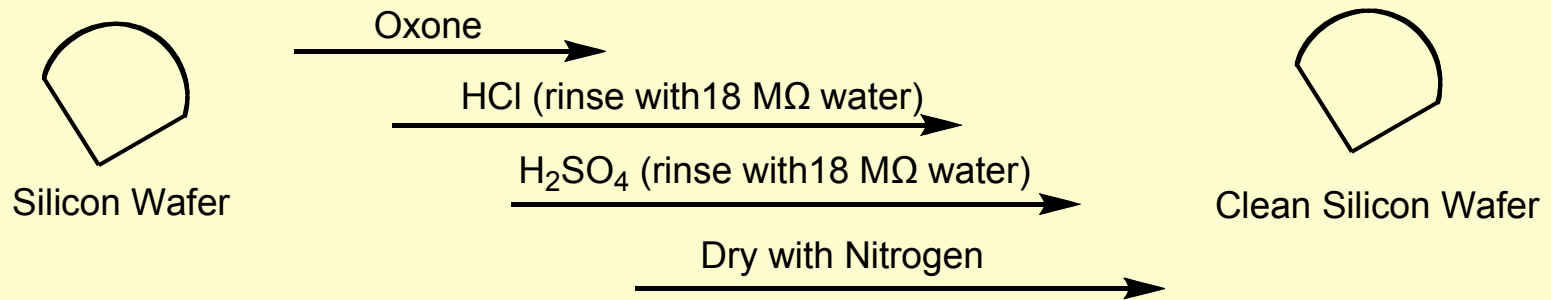 Oxone
HCl (rinse with18 MΩ water)
H₂SO₄ (rinse with18 MΩ water)
Silicon Wafer
Clean Silicon Wafer
Dry with Nitrogen